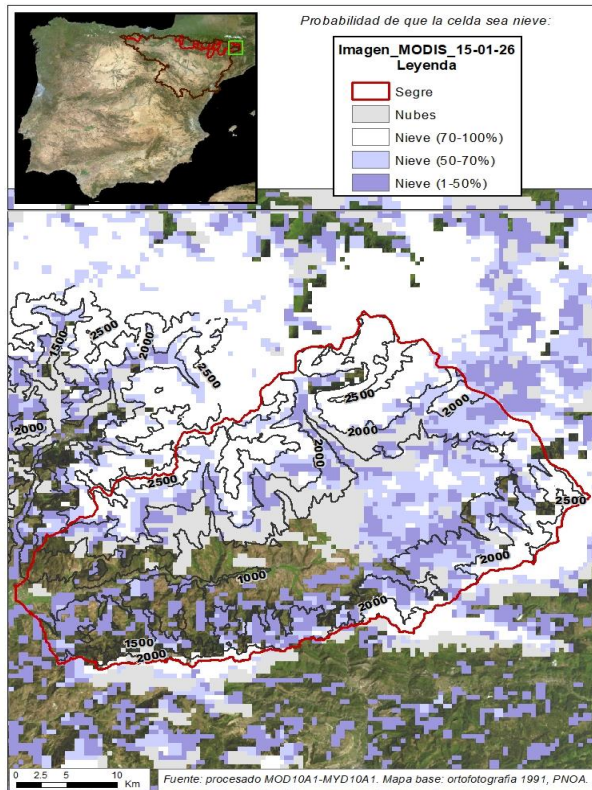 Probabilidad de que la celda sea nieve:
Imagen_MODIS_15-01-26
Leyenda
Segre
Nubes
Nieve (70-100%)
Nieve (50-70%)
Nieve (1-50%)
2500
1500
2000
2500
2000
2500
2000
2000
2000
2500
2500
2000
1000
2000
1500
2000
0 2.5 5 10
Km
Fuente: procesado MOD10A1-MYD10A1. Mapa base: ortofotografia 1991, PNOA.